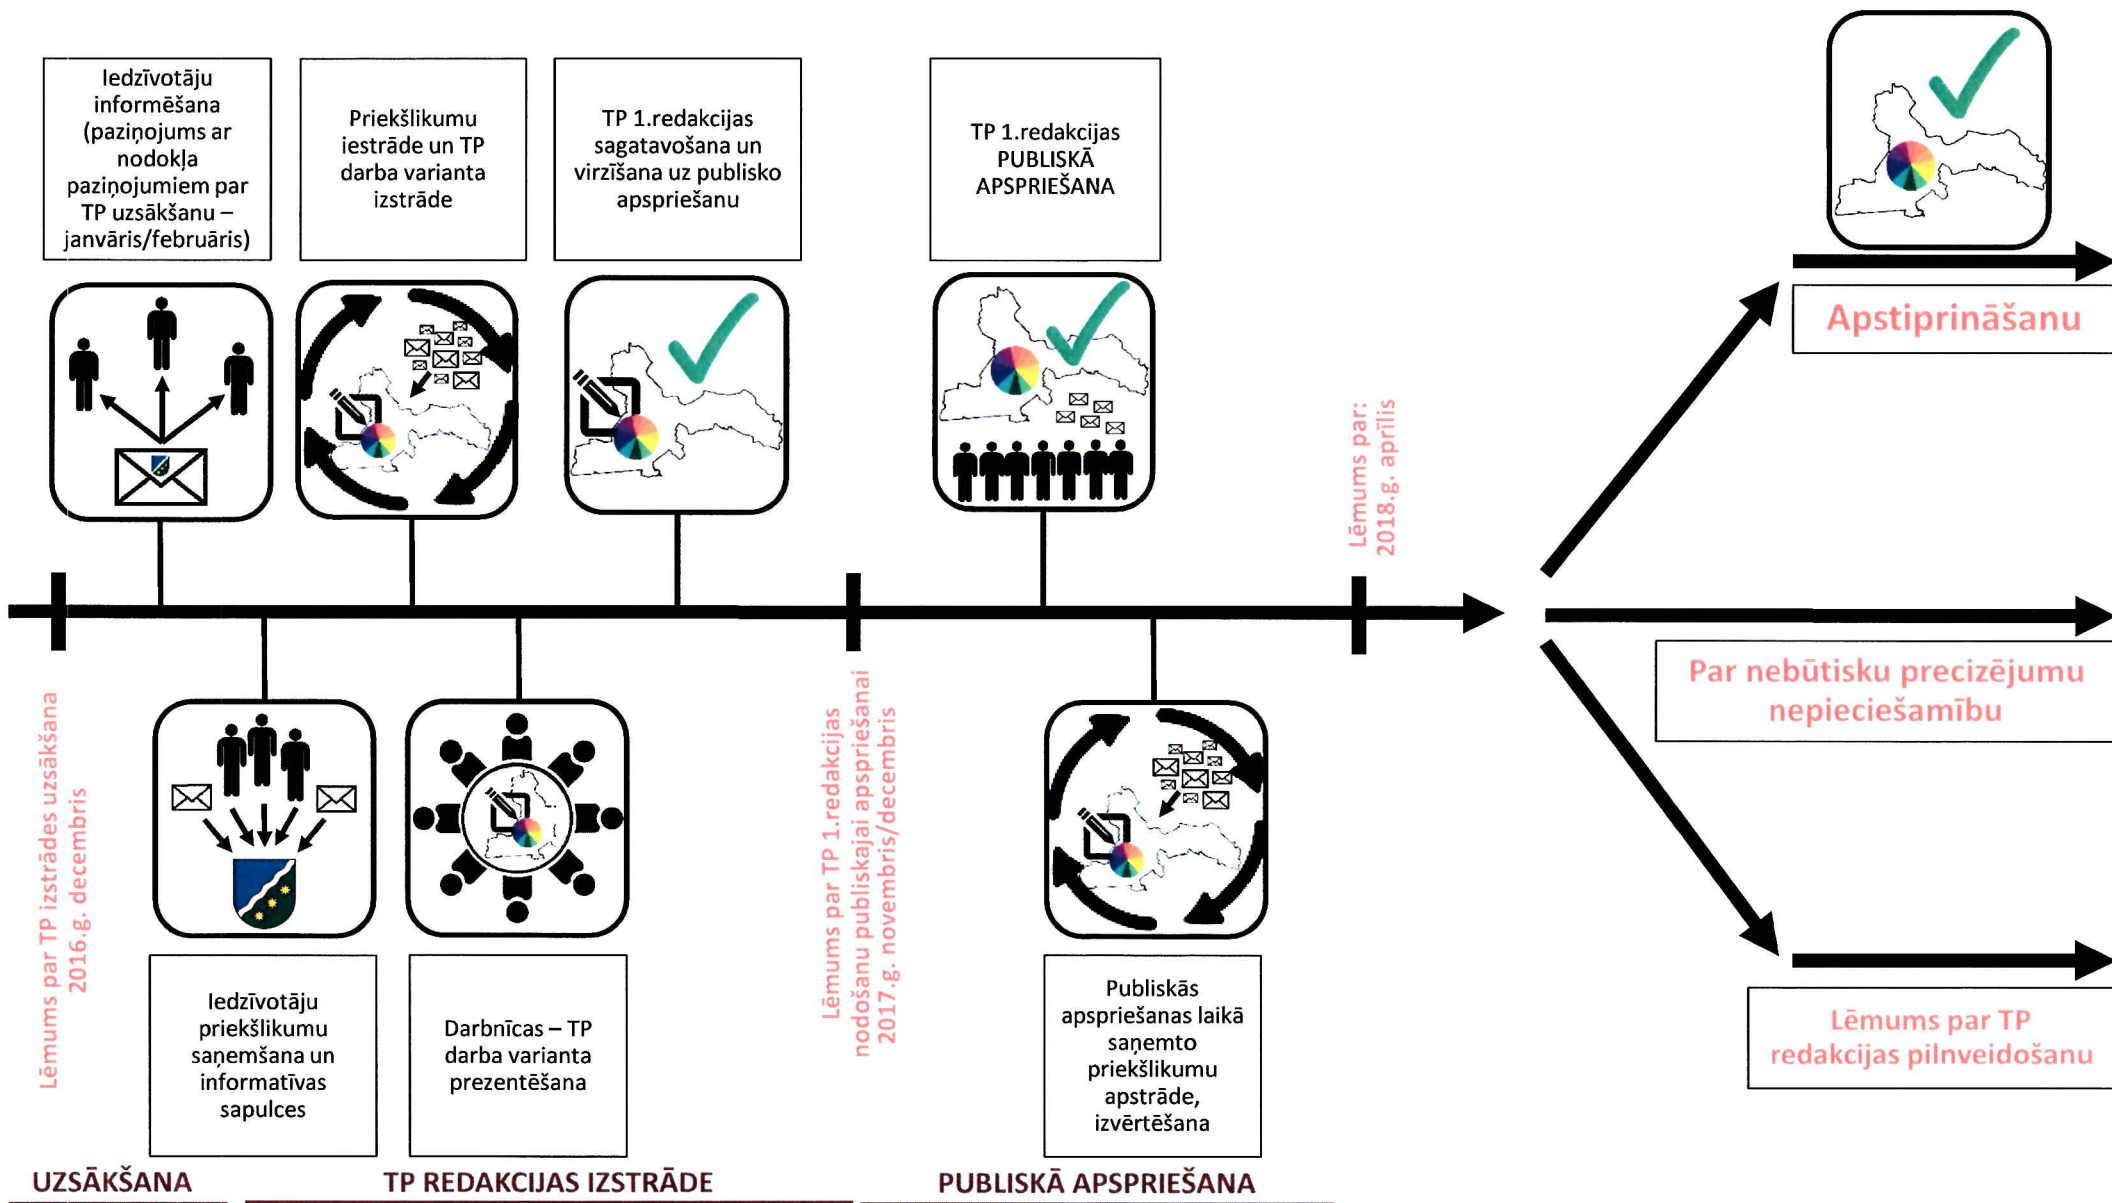 Iedzīvotāju
informēšana
(paziņojums ar
nodokļa
paziņojumiem par
TP uzsākšanu –
janvāris/februāris)
Priekšlikumu
iestrāde un TP
darba varianta
izstrāde
TP 1.redakcijas
sagatavošana un
virzīšana uz publisko
apspriešanu
TP 1.redakcijas
PUBLISKĀ
APSPRIEŠANA
Lēmums par:
2018.g. aprīlis
Apstiprināšanu
Par nebūtisku precizējumu
nepieciešamību
Lēmums par TP
redakcijas pilnveidošanu
Lēmums par TP izstrādes uzsākšana
2016.g. decembris
Lēmums par TP 1.redakcijas
nodošanu publiskajai apspriešanai
2017.g. novembris/decembris
Iedzīvotāju
priekšlikumu
saņemšana un
informatīvas
sapulces
Darbnīcas – TP
darba varianta
prezentēšana
Publiskās
apspriešanas laikā
saņemto
priekšlikumu
apstrāde,
izvērtēšana
UZSĀKŠANA
TP REDAKCIJAS IZSTRĀDE
PUBLISKĀ APSPRIEŠANA